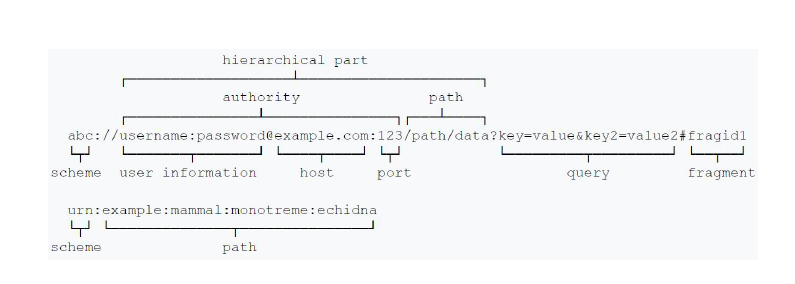 hierarchical part
authority path
abc://username:password@example.com:123/path/data?key=value&key2=value2#fragid1
scheme user information host port query fragment
urn:example:mammal:monotreme:echidna
scheme path